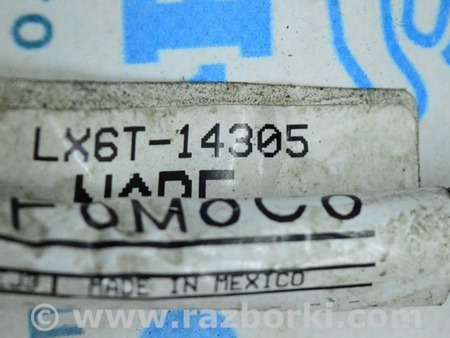 LX6T-14305
FoMoCo
MADE IN MEXICO
© www.razborki.com